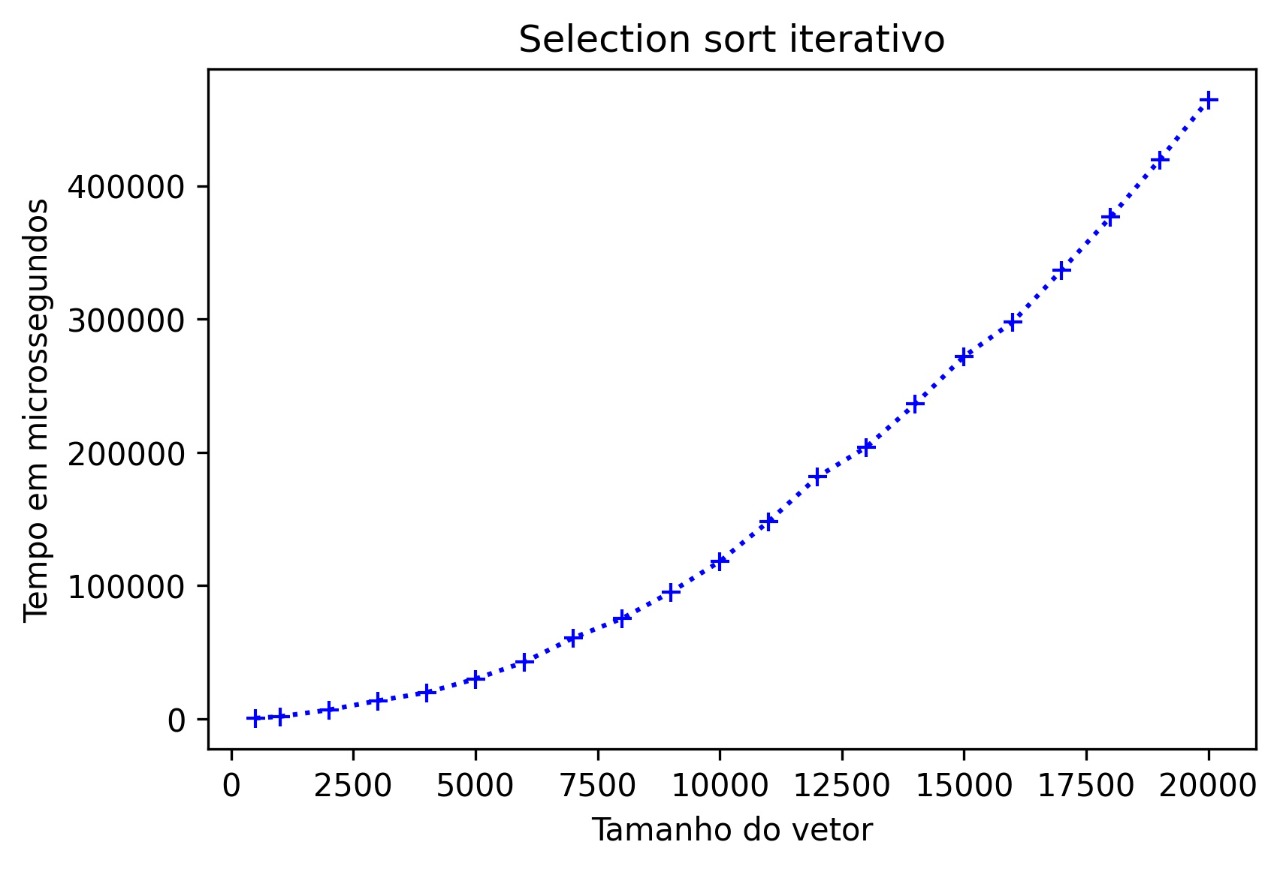 Selection sort iterativo
Tempo em microssegundos
400000
300000
200000
100000
0
0 2500 5000 7500 10000 12500 15000 17500 20000
Tamanho do vetor